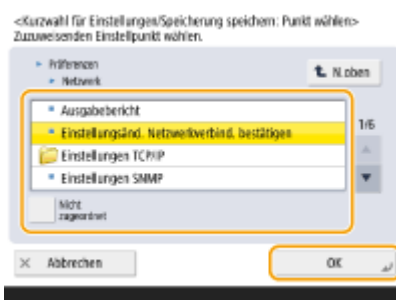 <Kurzwahl für Einstellungen/Speicherung speichern: Punkt wählen>
Zuzuweisenden Einstellpunkt wählen.
Präferenzen
Netzwerk
N.oben
Ausgabebericht
Einstellungsänd. Netzwerkverbind. bestätigen
Einstellungen TCP/IP
Einstellungen SNMP
1/6
Nicht
zugeordnet
Abbrechen
OK